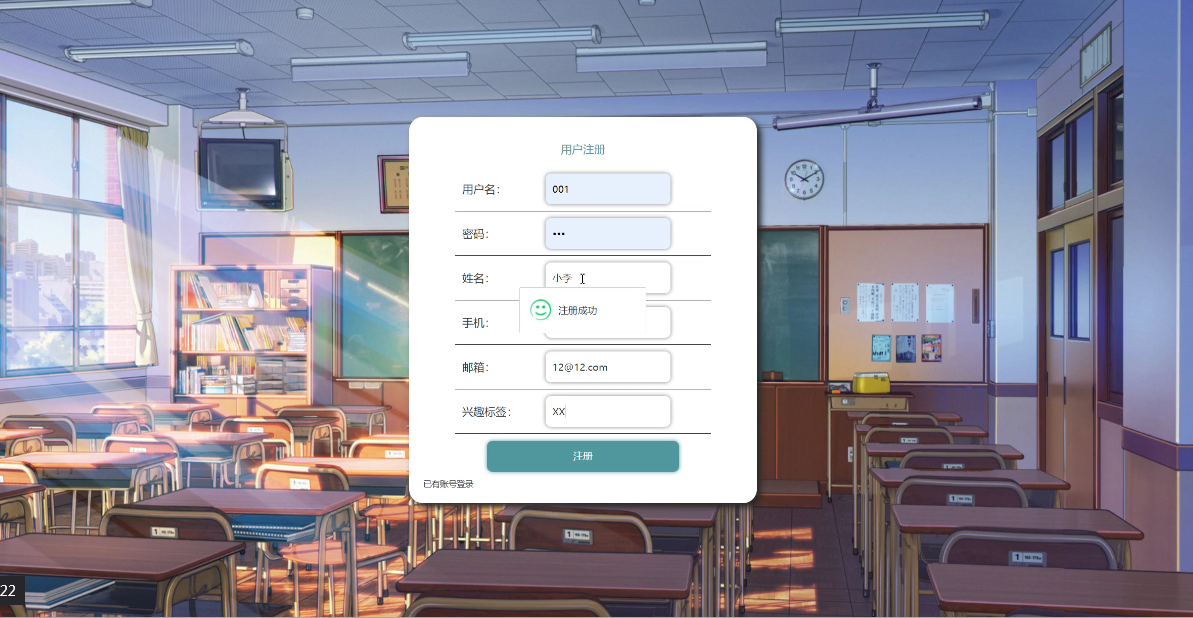 用户注册
用户名： 001
密码： •••
姓名： 小李
注册成功
手机：
邮箱： 12@12.com
兴趣标签： XX
注册
已有账号登录
22